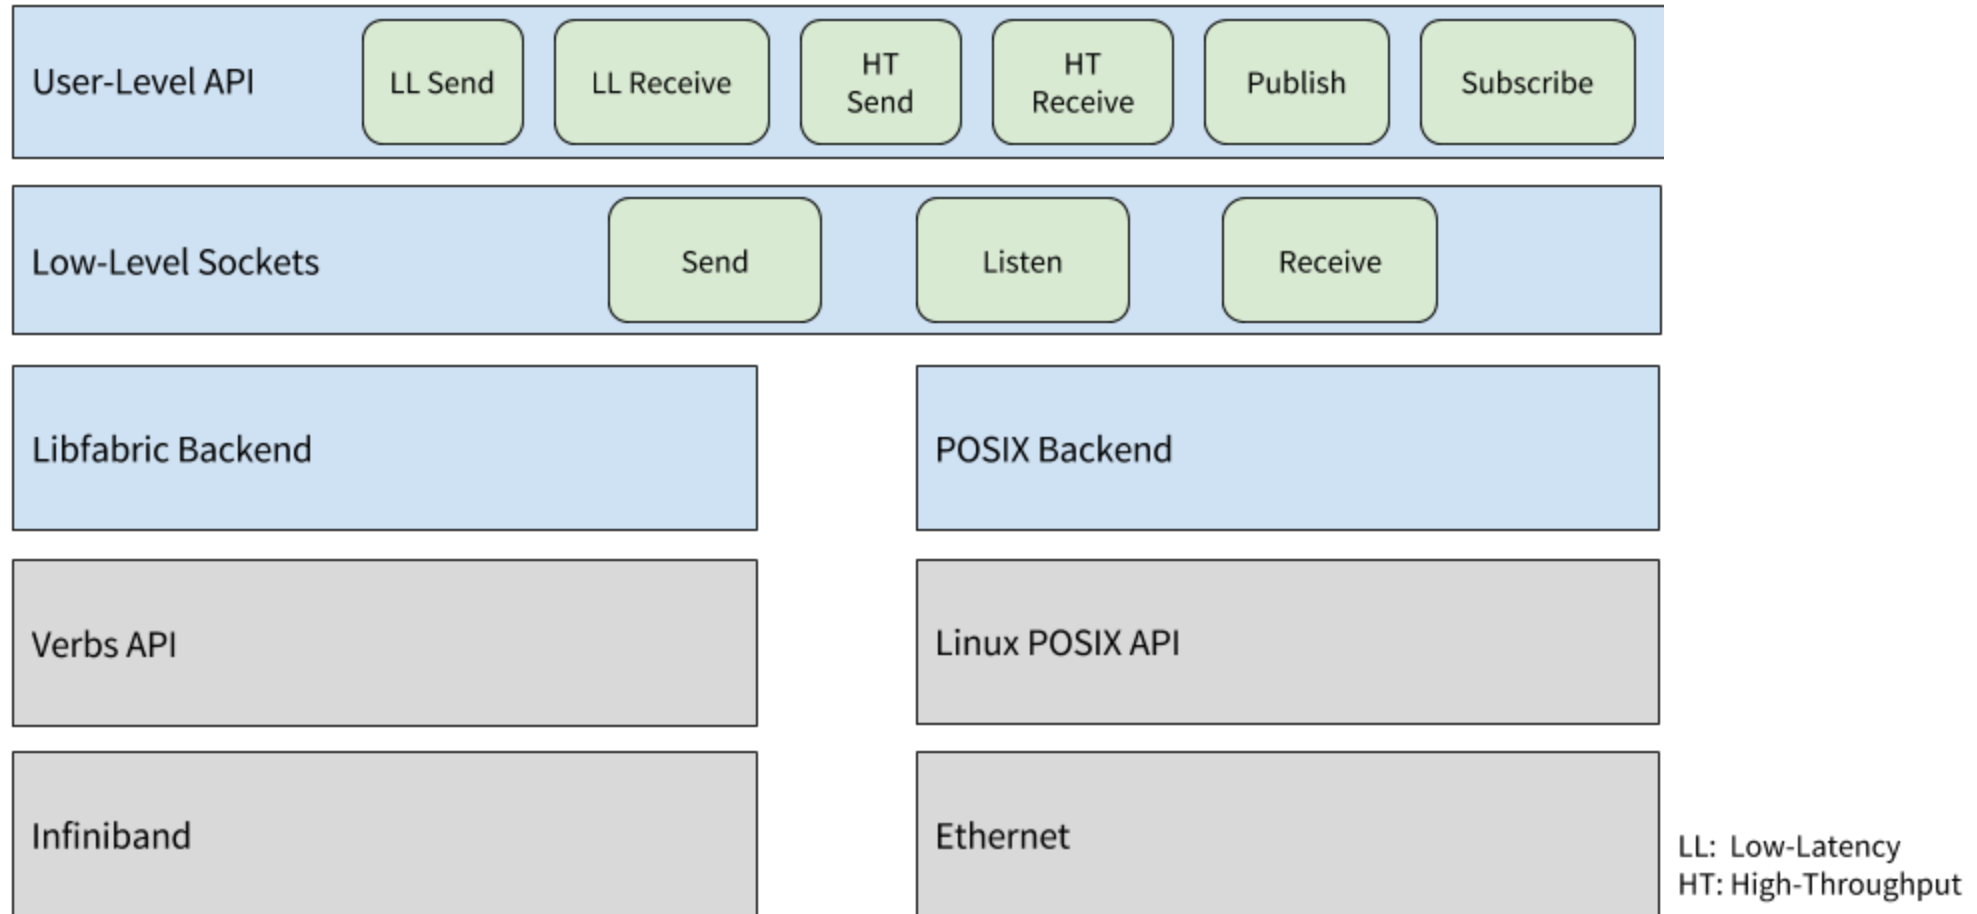 User-Level API
LL Send
LL Receive
HT
Send
HT
Receive
Publish
Subscribe
Low-Level Sockets
Send
Listen
Receive
Libfabric Backend
POSIX Backend
Verbs API
Linux POSIX API
Infiniband
Ethernet
LL: Low-Latency
HT: High-Throughput